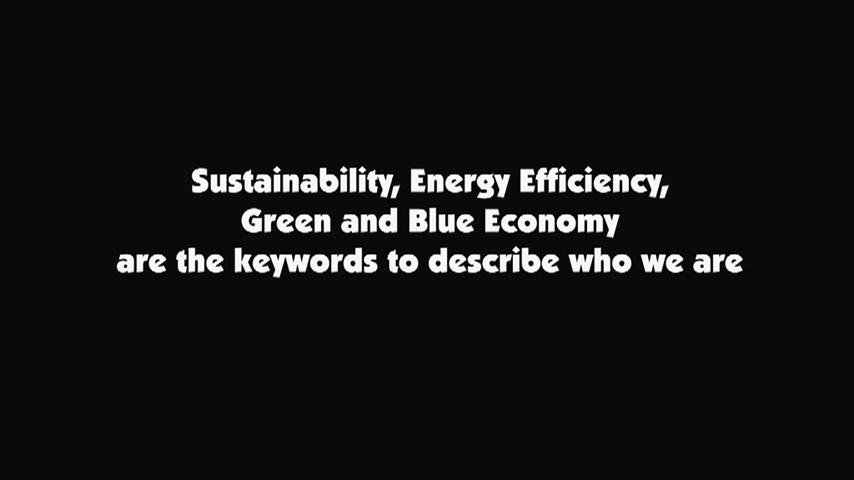 Sustainability, Energy Efficiency,
Green and Blue Economy
are the keywords to describe who we are